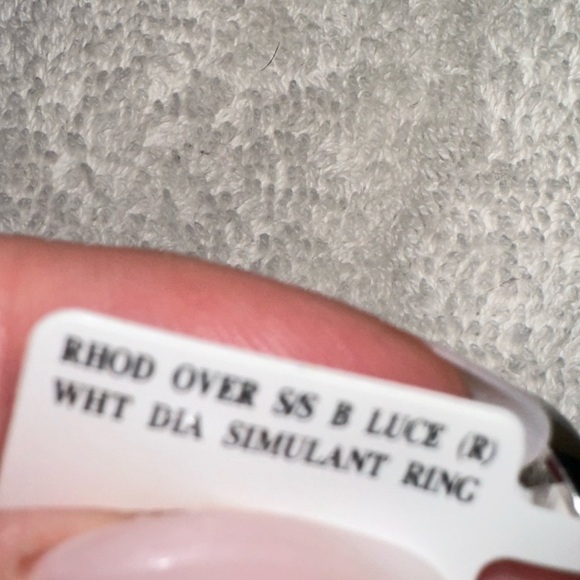 RHOD OVER S/S B LUCE (R)
WHT DIA SIMULANT RING